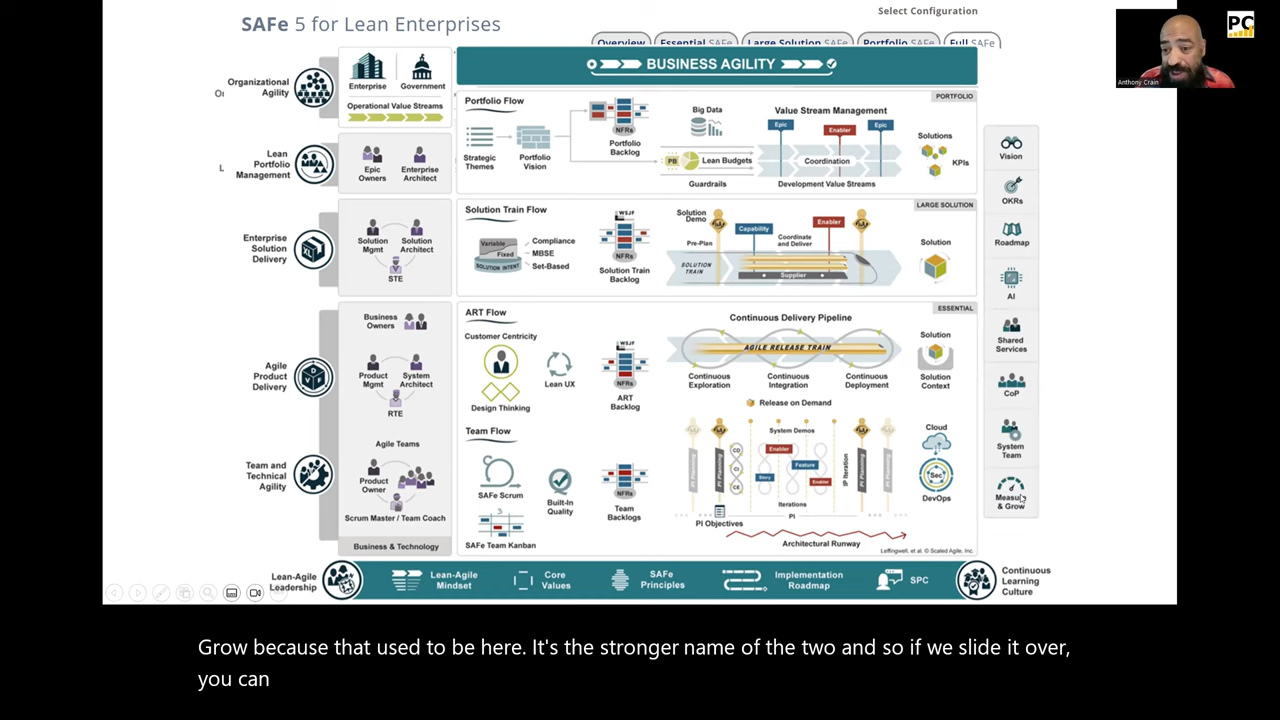 SAFe 5 for Lean Enterprises
Select Configuration
Overview
Essential SAFe
Large Solution SAFe
Portfolio SAFe
Full SAFe
PC
Anthony Crain
Organizational
Agility
Lean
Portfolio
Management
Enterprise
Solution
Delivery
Agile
Product
Delivery
Team and
Technical
Agility
Enterprise
Government
Operational Value Streams
BUSINESS AGILITY
Epic
Owners
Enterprise
Architect
Portfolio Flow
PORTFOLIO
Strategic
Themes
Portfolio
Vision
NFRs
Portfolio
Backlog
Big Data
PB
Lean Budgets
Guardrails
Value Stream Management
Epic
Enabler
Epic
Coordination
Development Value Streams
Solutions
KPIs
Solution
Mgmt
Solution
Architect
STE
Solution Train Flow
LARGE SOLUTION
Variable
Fixed
SOLUTION INTENT
Compliance
MBSE
Set-Based
WSJF
NFRs
Solution Train
Backlog
Solution
Demo
Pre-Plan
Capability
Coordinate
and Deliver
Enabler
SOLUTION
TRAIN
Supplier
Solution
Business
Owners
Product
Mgmt
System
Architect
RTE
Agile Teams
Product
Owner
Scrum Master / Team Coach
Business & Technology
ART Flow
ESSENTIAL
Customer Centricity
Design Thinking
Lean UX
WSJF
NFRs
ART
Backlog
Continuous Delivery Pipeline
AGILE RELEASE TRAIN
Continuous
Exploration
Continuous
Integration
Continuous
Deployment
Release on Demand
Solution
Solution
Context
Team Flow
SAFe Scrum
SAFe Team Kanban
Built-In
Quality
NFRs
Team
Backlogs
PI Planning
PI Planning
System Demos
Enabler
Feature
Story
Enabler
Iterations
PI
IP Iteration
PI Planning
PI Planning
PI Objectives
Architectural Runway
Cloud
Sec
DevOps
Leffingwell, et al. © Scaled Agile, Inc.
Vision
OKRs
Roadmap
AI
Shared
Services
CoP
System
Team
Measure
& Grow
Lean-Agile
Leadership
Lean-Agile
Mindset
Core
Values
SAFe
Principles
Implementation
Roadmap
SPC
Continuous
Learning
Culture
Grow because that used to be here. It's the stronger name of the two and so if we slide it over,
you can